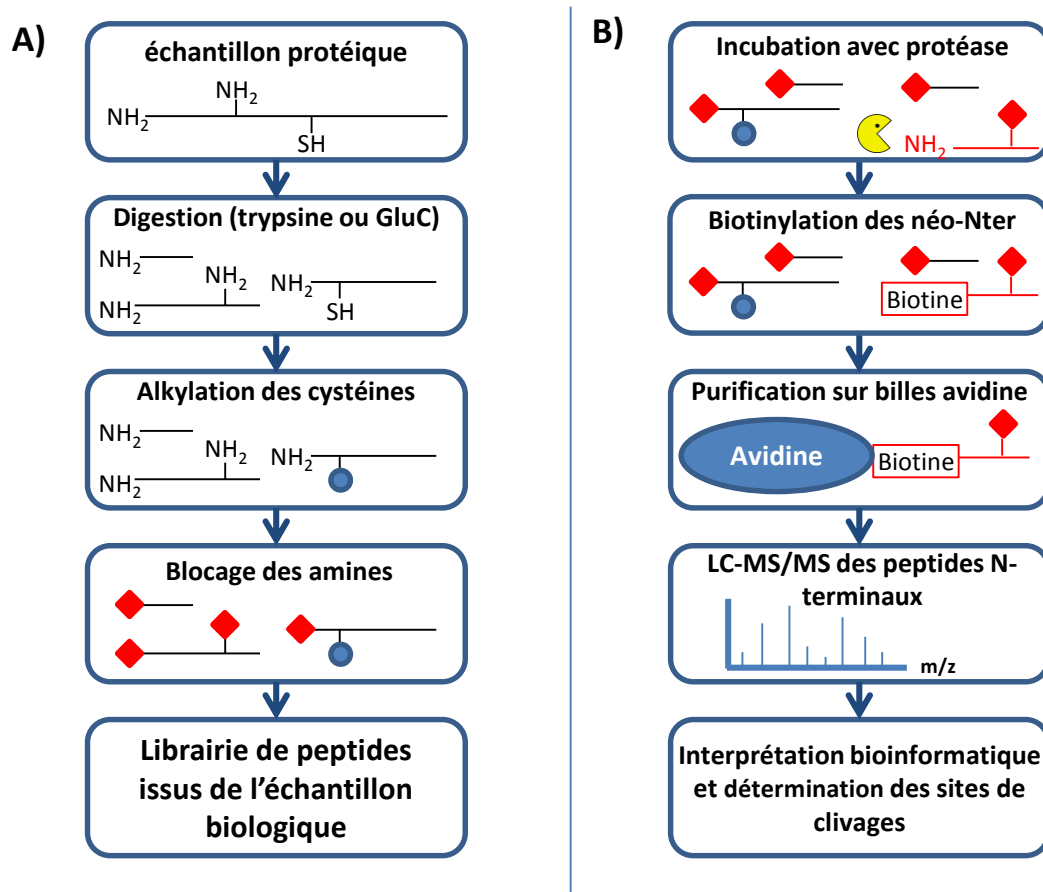 A)
échantillon protéique
NH2
NH2
SH
Digestion (trypsine ou GluC)
NH2
NH2
NH2
NH2
SH
Alkylation des cystéines
NH2
NH2
NH2
NH2
Blocage des amines
Librairie de peptides
issus de l'échantillon
biologique
B)
Incubation avec protéase
NH2
Biotinylation des néo-Nter
Biotine
Purification sur billes avidine
Avidine
Biotine
LC-MS/MS des peptides N-
terminaux
m/z
Interprétation bioinformatique
et détermination des sites de
clivages